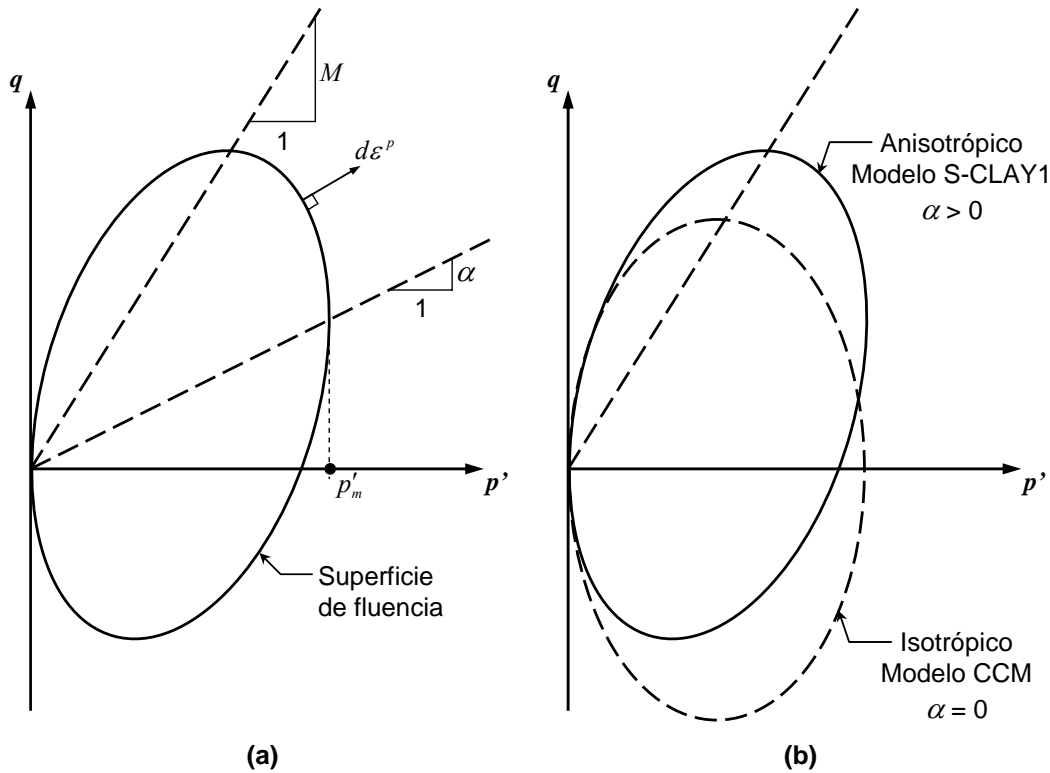 q
M
1
dε^p
α
1
p'
p'_m
Superficie
de fluencia
(a)
q
Anisotrópico
Modelo S-CLAY1
α > 0
p'
Isotrópico
Modelo CCM
α = 0
(b)